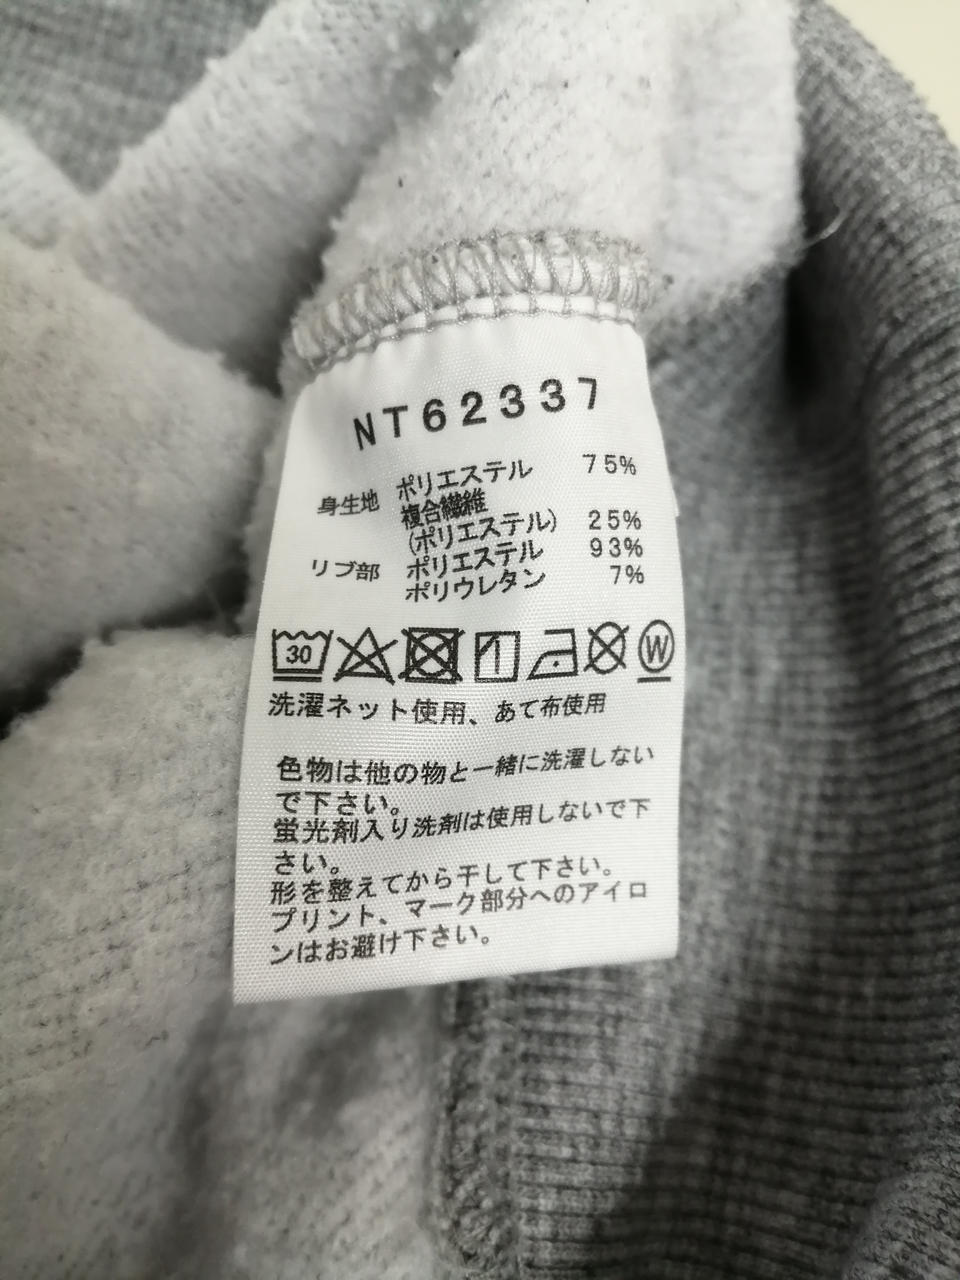 NT62337
身生地 ポリエステル 75%
複合繊維
(ポリエステル) 25%
リブ部 ポリエステル 93%
ポリウレタン 7%
30 W
洗濯ネット使用、あて布使用
色物は他の物と一緒に洗濯しない
で下さい。
蛍光剤入り洗剤は使用しないで下
さい。
形を整えてから干して下さい。
プリント、マーク部分へのアイロ
ンはお避け下さい。